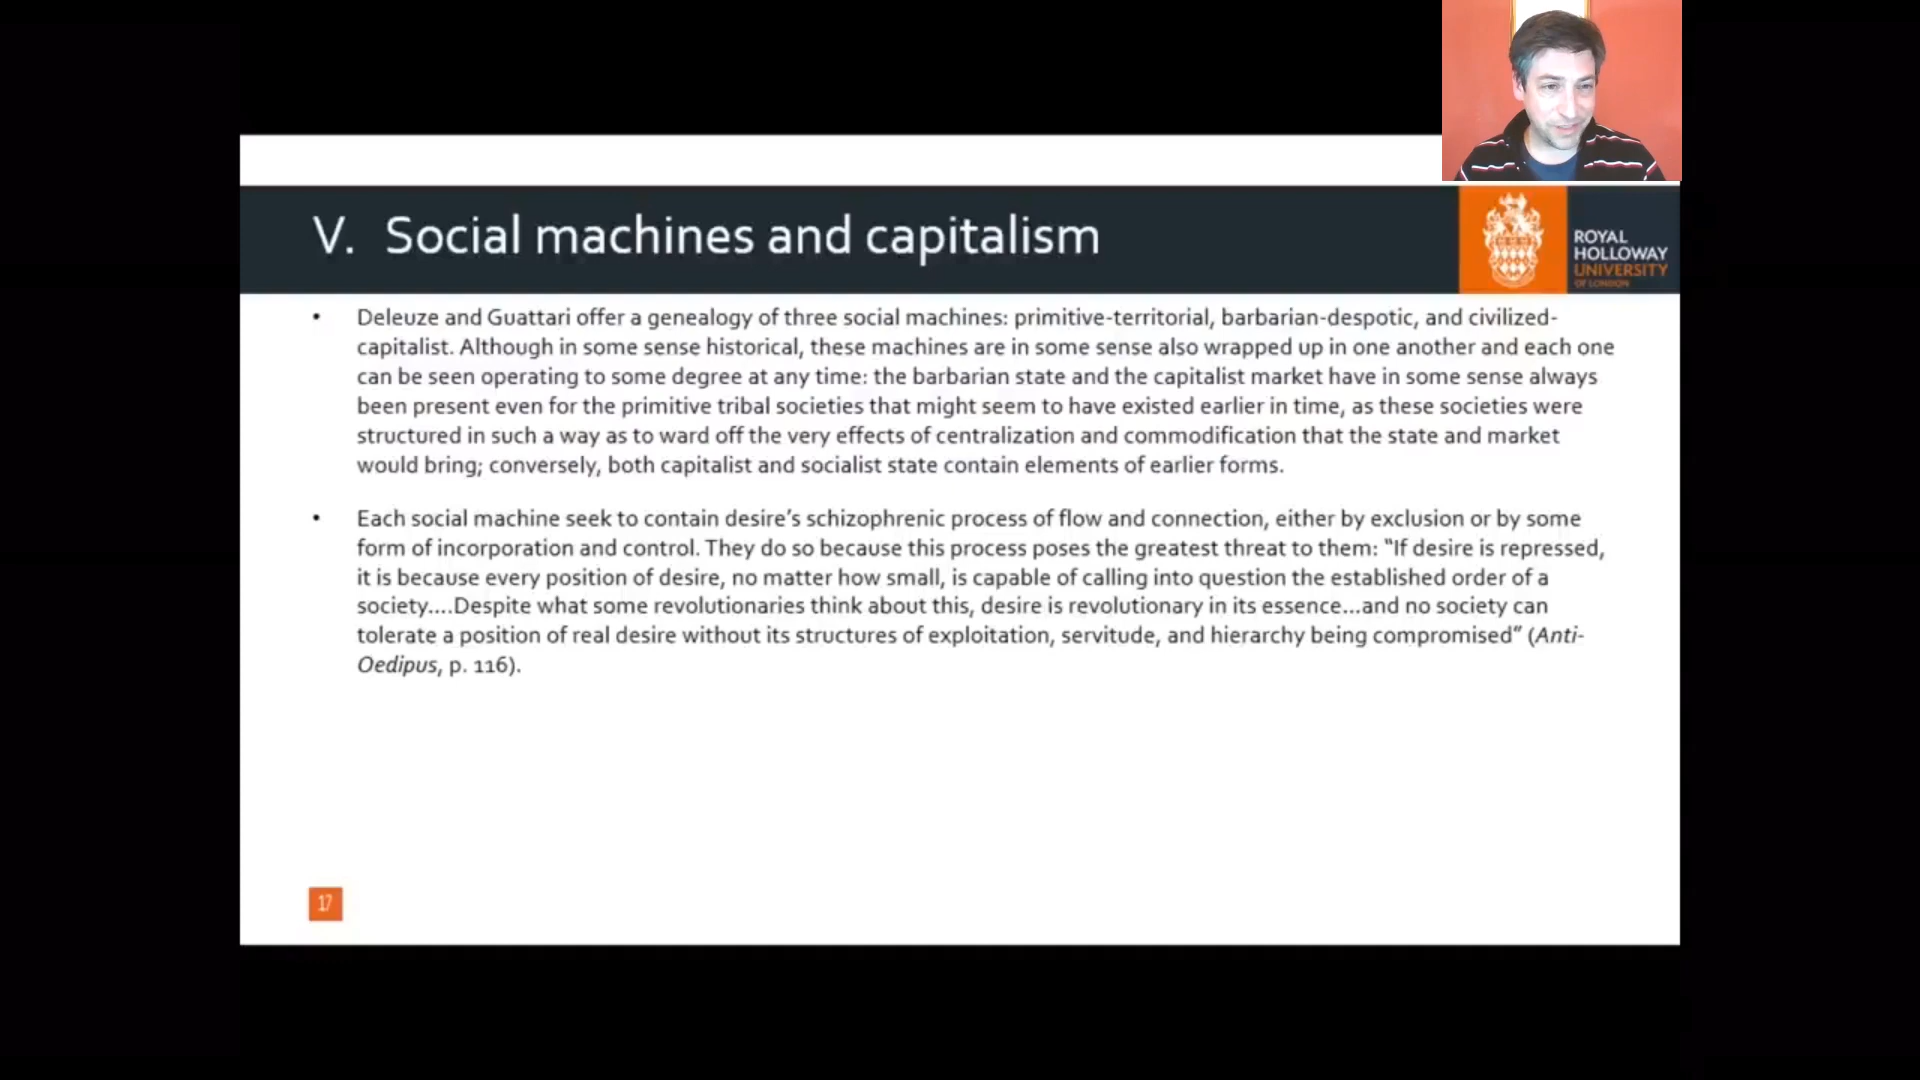 V. Social machines and capitalism
ROYAL
HOLLOWAY
UNIVERSITY
OF LONDON
• Deleuze and Guattari offer a genealogy of three social machines: primitive-territorial, barbarian-despotic, and civilized-
capitalist. Although in some sense historical, these machines are in some sense also wrapped up in one another and each one
can be seen operating to some degree at any time: the barbarian state and the capitalist market have in some sense always
been present even for the primitive tribal societies that might seem to have existed earlier in time, as these societies were
structured in such a way as to ward off the very effects of centralization and commodification that the state and market
would bring; conversely, both capitalist and socialist state contain elements of earlier forms.
• Each social machine seek to contain desire’s schizophrenic process of flow and connection, either by exclusion or by some
form of incorporation and control. They do so because this process poses the greatest threat to them: “If desire is repressed,
it is because every position of desire, no matter how small, is capable of calling into question the established order of a
society….Despite what some revolutionaries think about this, desire is revolutionary in its essence…and no society can
tolerate a position of real desire without its structures of exploitation, servitude, and hierarchy being compromised” (Anti-
Oedipus, p. 116).
17